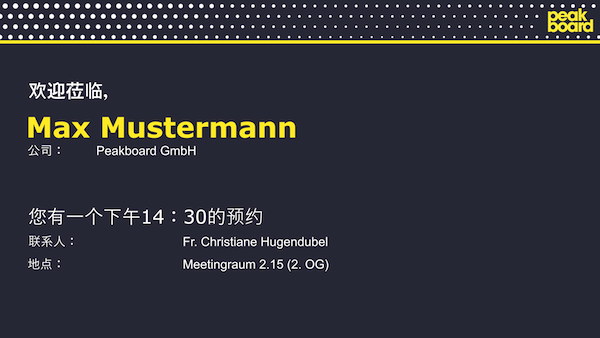 peak
board
欢迎莅临,
Max Mustermann
公司： Peakboard GmbH
您有一个下午14：30的预约
联系人： Fr. Christiane Hugendubel
地点： Meetingraum 2.15 (2. OG)